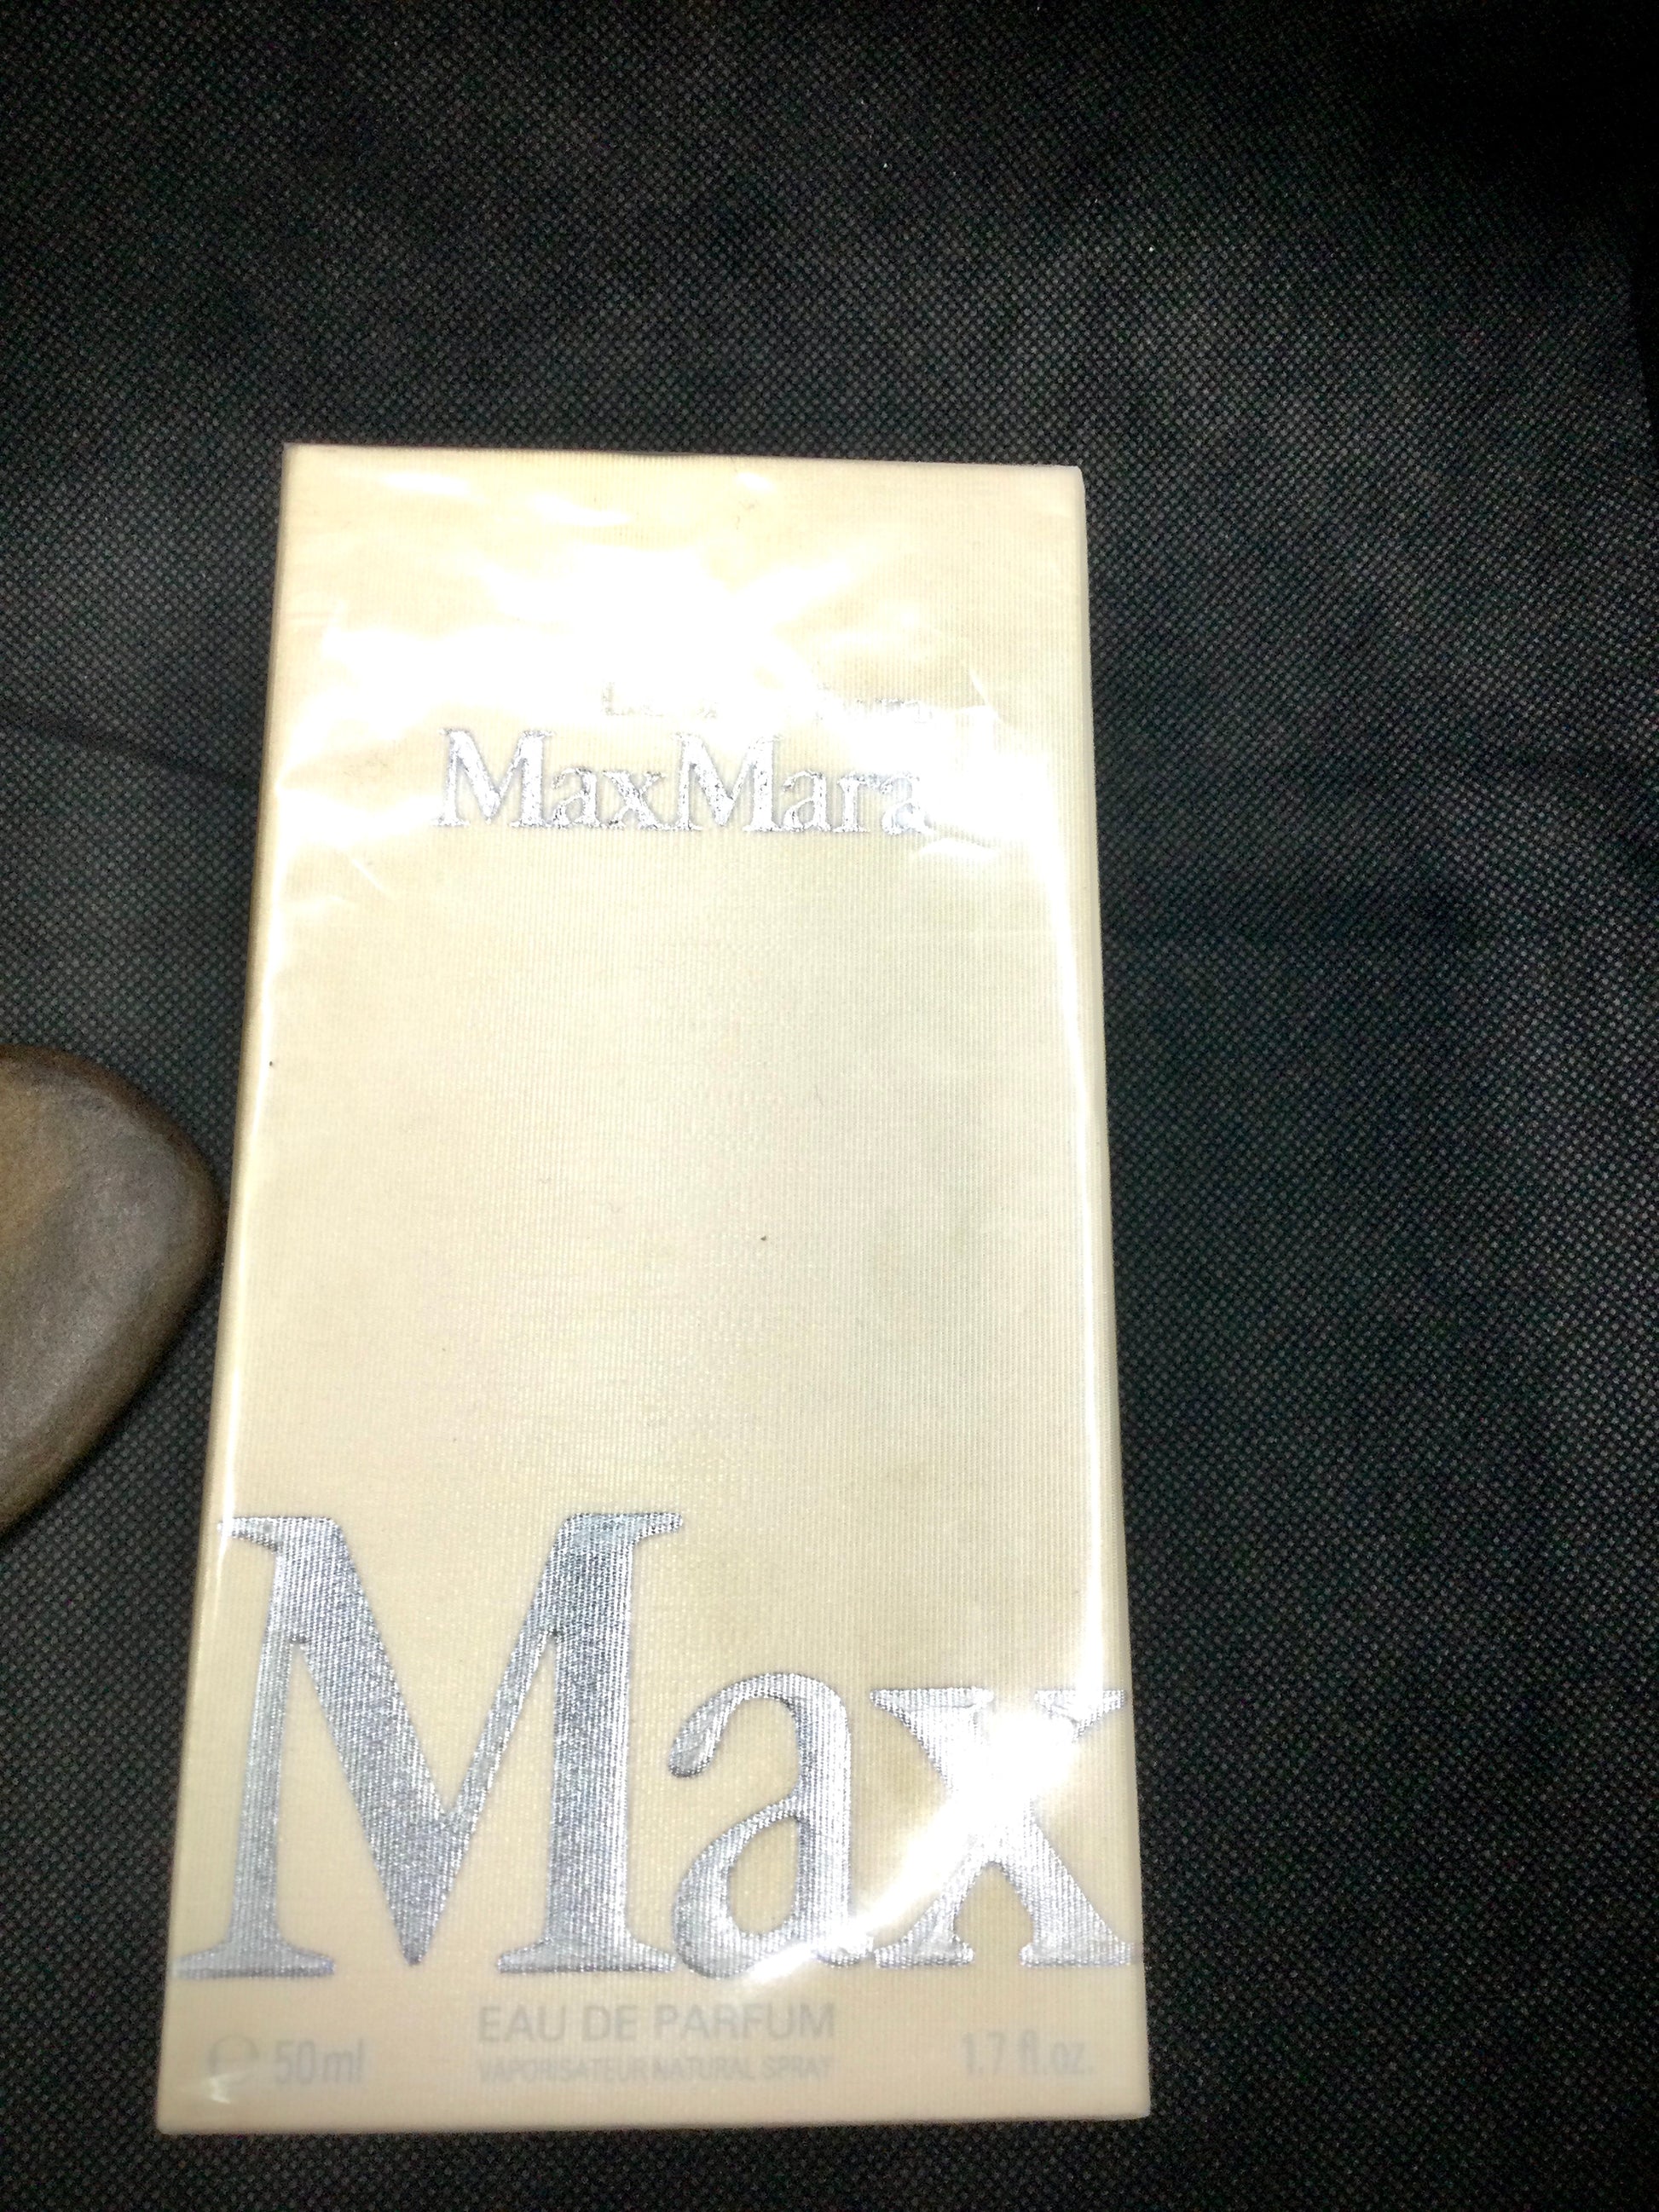 MaxMara
Max
EAU DE PARFUM
℮ 50ml
VAPORISATEUR NATURAL SPRAY
1.7 fl.oz.